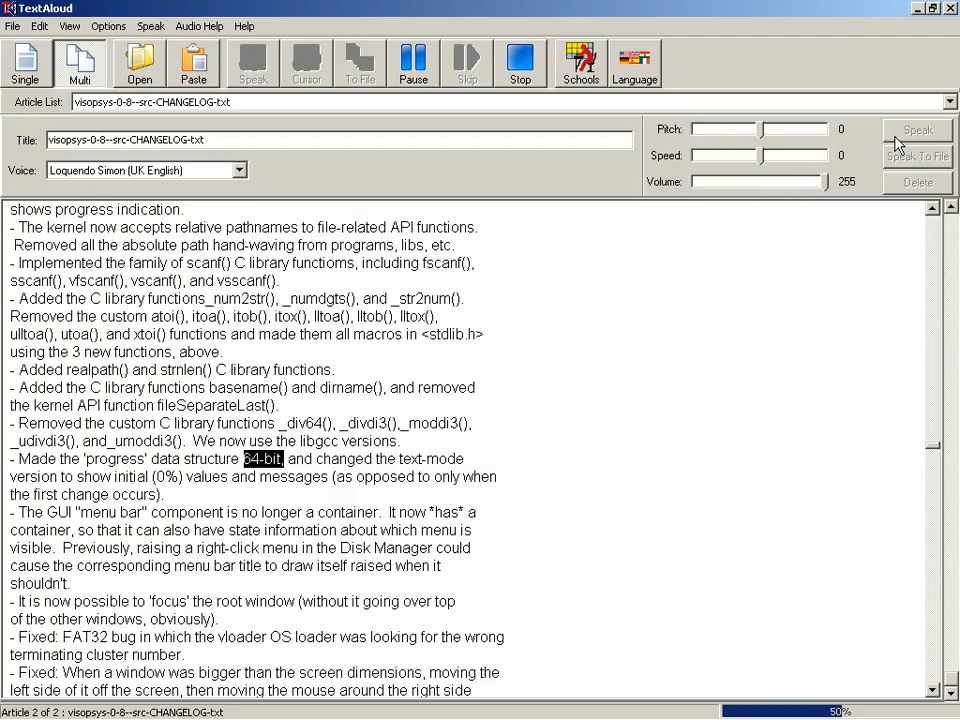 TextAloud
File Edit View Options Speak Audio Help Help
Single Multi Open Paste Speak Cursor To File Pause Skip Stop Schools Language
Article List: visopsys-0-8--src-CHANGELOG-txt
Title: visopsys-0-8--src-CHANGELOG-txt
Voice: Loquendo Simon (UK English)
Pitch: 0 Speak
Speed: 0 Speak To File
Volume: 255 Delete
shows progress indication.
- The kernel now accepts relative pathnames to file-related API functions.
Removed all the absolute path hand-waving from programs, libs, etc.
- Implemented the family of scanf() C library functioms, including fscanf(),
sscanf(), vfscanf(), vscanf(), and vsscanf().
- Added the C library functions_num2str(), _numdgts(), and _str2num().
Removed the custom atoi(), itoa(), itob(), itox(), lltoa(), lltob(), lltox(),
ulltoa(), utoa(), and xtoi() functions and made them all macros in <stdlib.h>
using the 3 new functions, above.
- Added realpath() and strnlen() C library functions.
- Added the C library functions basename() and dirname(), and removed
the kernel API function fileSeparateLast().
- Removed the custom C library functions _div64(), _divdi3(),_moddi3(),
_udivdi3(), and_umoddi3().  We now use the libgcc versions.
- Made the 'progress' data structure 64-bit, and changed the text-mode
version to show initial (0%) values and messages (as opposed to only when
the first change occurs).
- The GUI "menu bar" component is no longer a container.  It now *has* a
container, so that it can also have state information about which menu is
visible.  Previously, raising a right-click menu in the Disk Manager could
cause the corresponding menu bar title to draw itself raised when it
shouldn't.
- It is now possible to 'focus' the root window (without it going over top
of the other windows, obviously).
- Fixed: FAT32 bug in which the vloader OS loader was looking for the wrong
terminating cluster number.
- Fixed: When a window was bigger than the screen dimensions, moving the
left side of it off the screen, then moving the mouse around the right side
Article 2 of 2 : visopsys-0-8--src-CHANGELOG-txt 50%